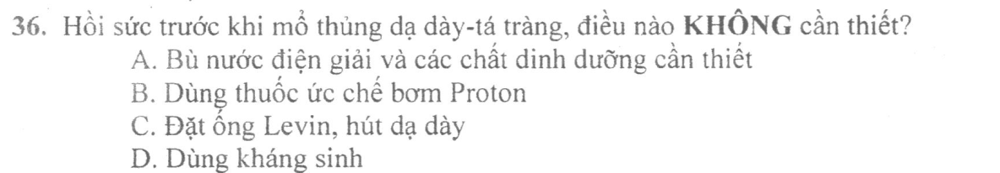 36. Hồi sức trước khi mổ thủng dạ dày-tá tràng, điều nào KHÔNG cần thiết?
A. Bù nước điện giải và các chất dinh dưỡng cần thiết
B. Dùng thuốc ức chế bơm Proton
C. Đặt ống Levin, hút dạ dày
D. Dùng kháng sinh